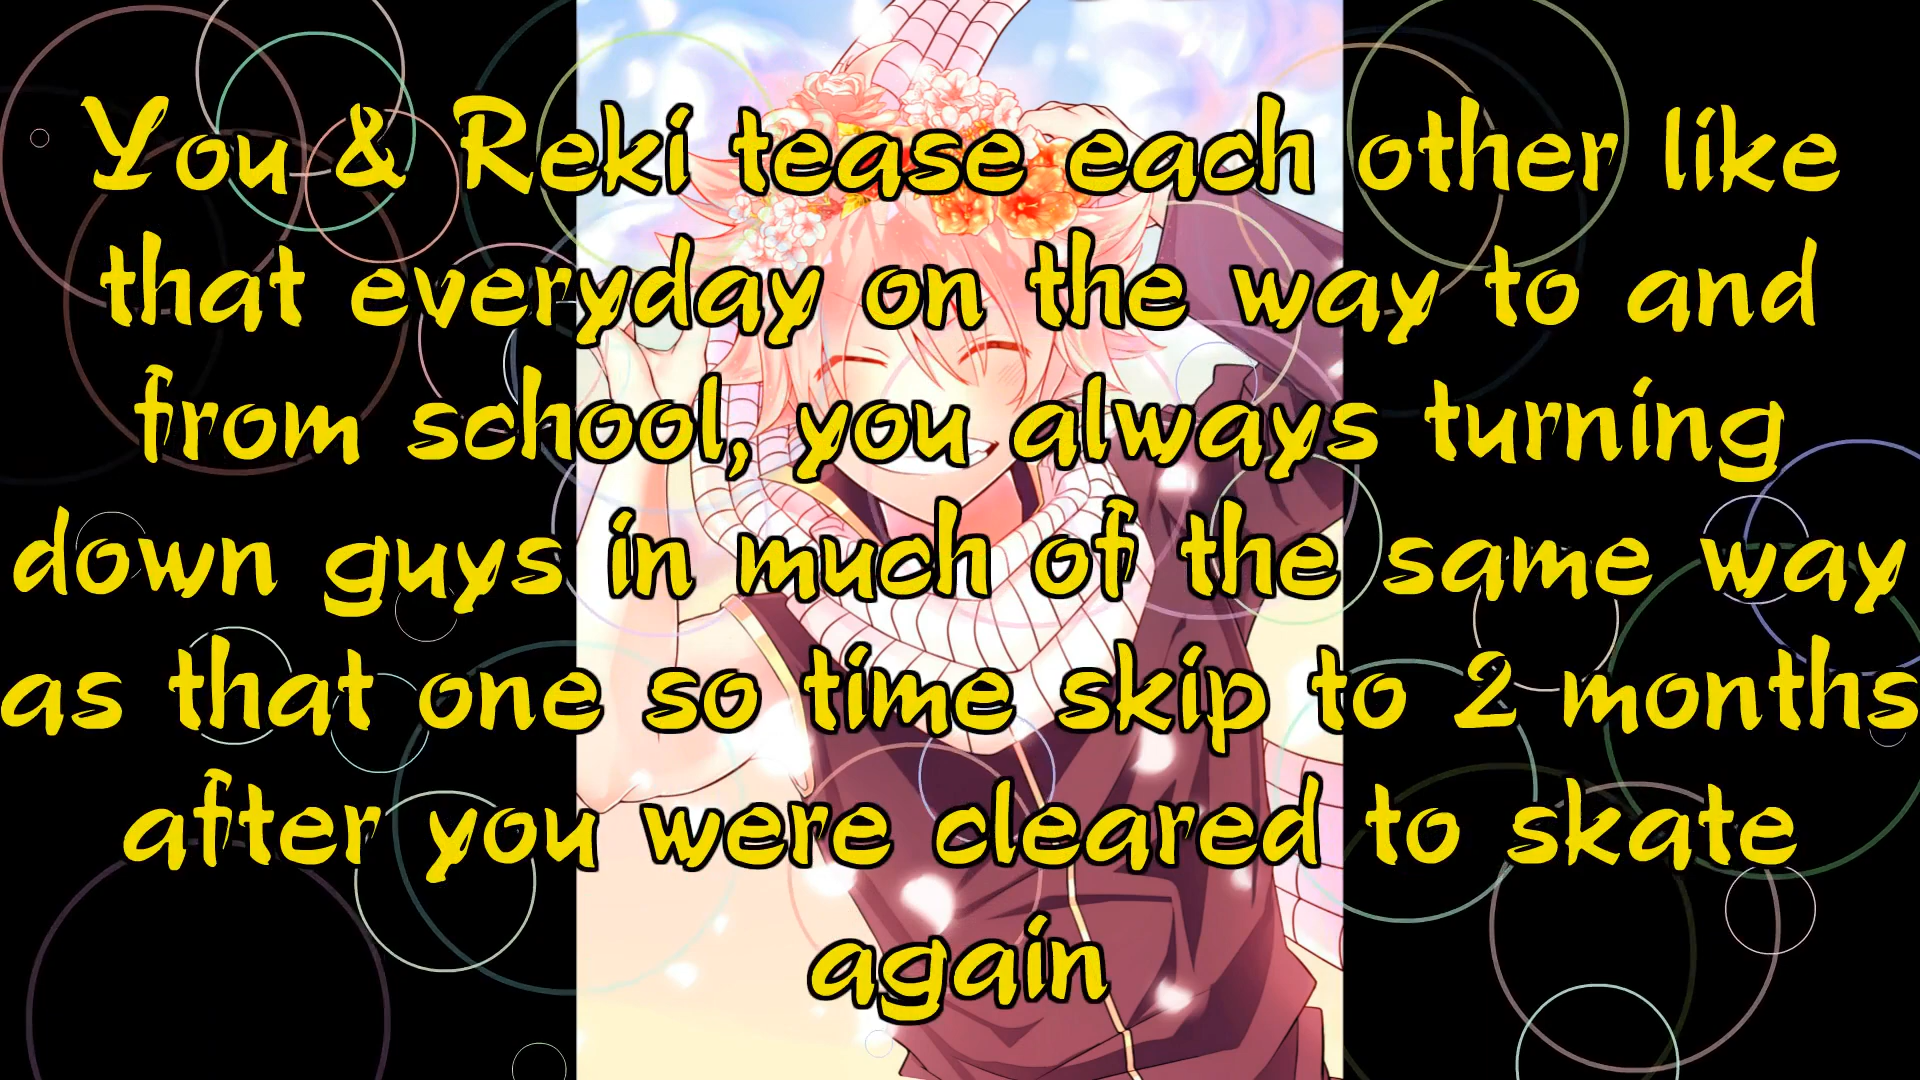 You & Reki tease each other like
that everyday on the way to and
from school, you always turning
down guys in much of the same way
as that one so time skip to 2 months
after you were cleared to skate
again